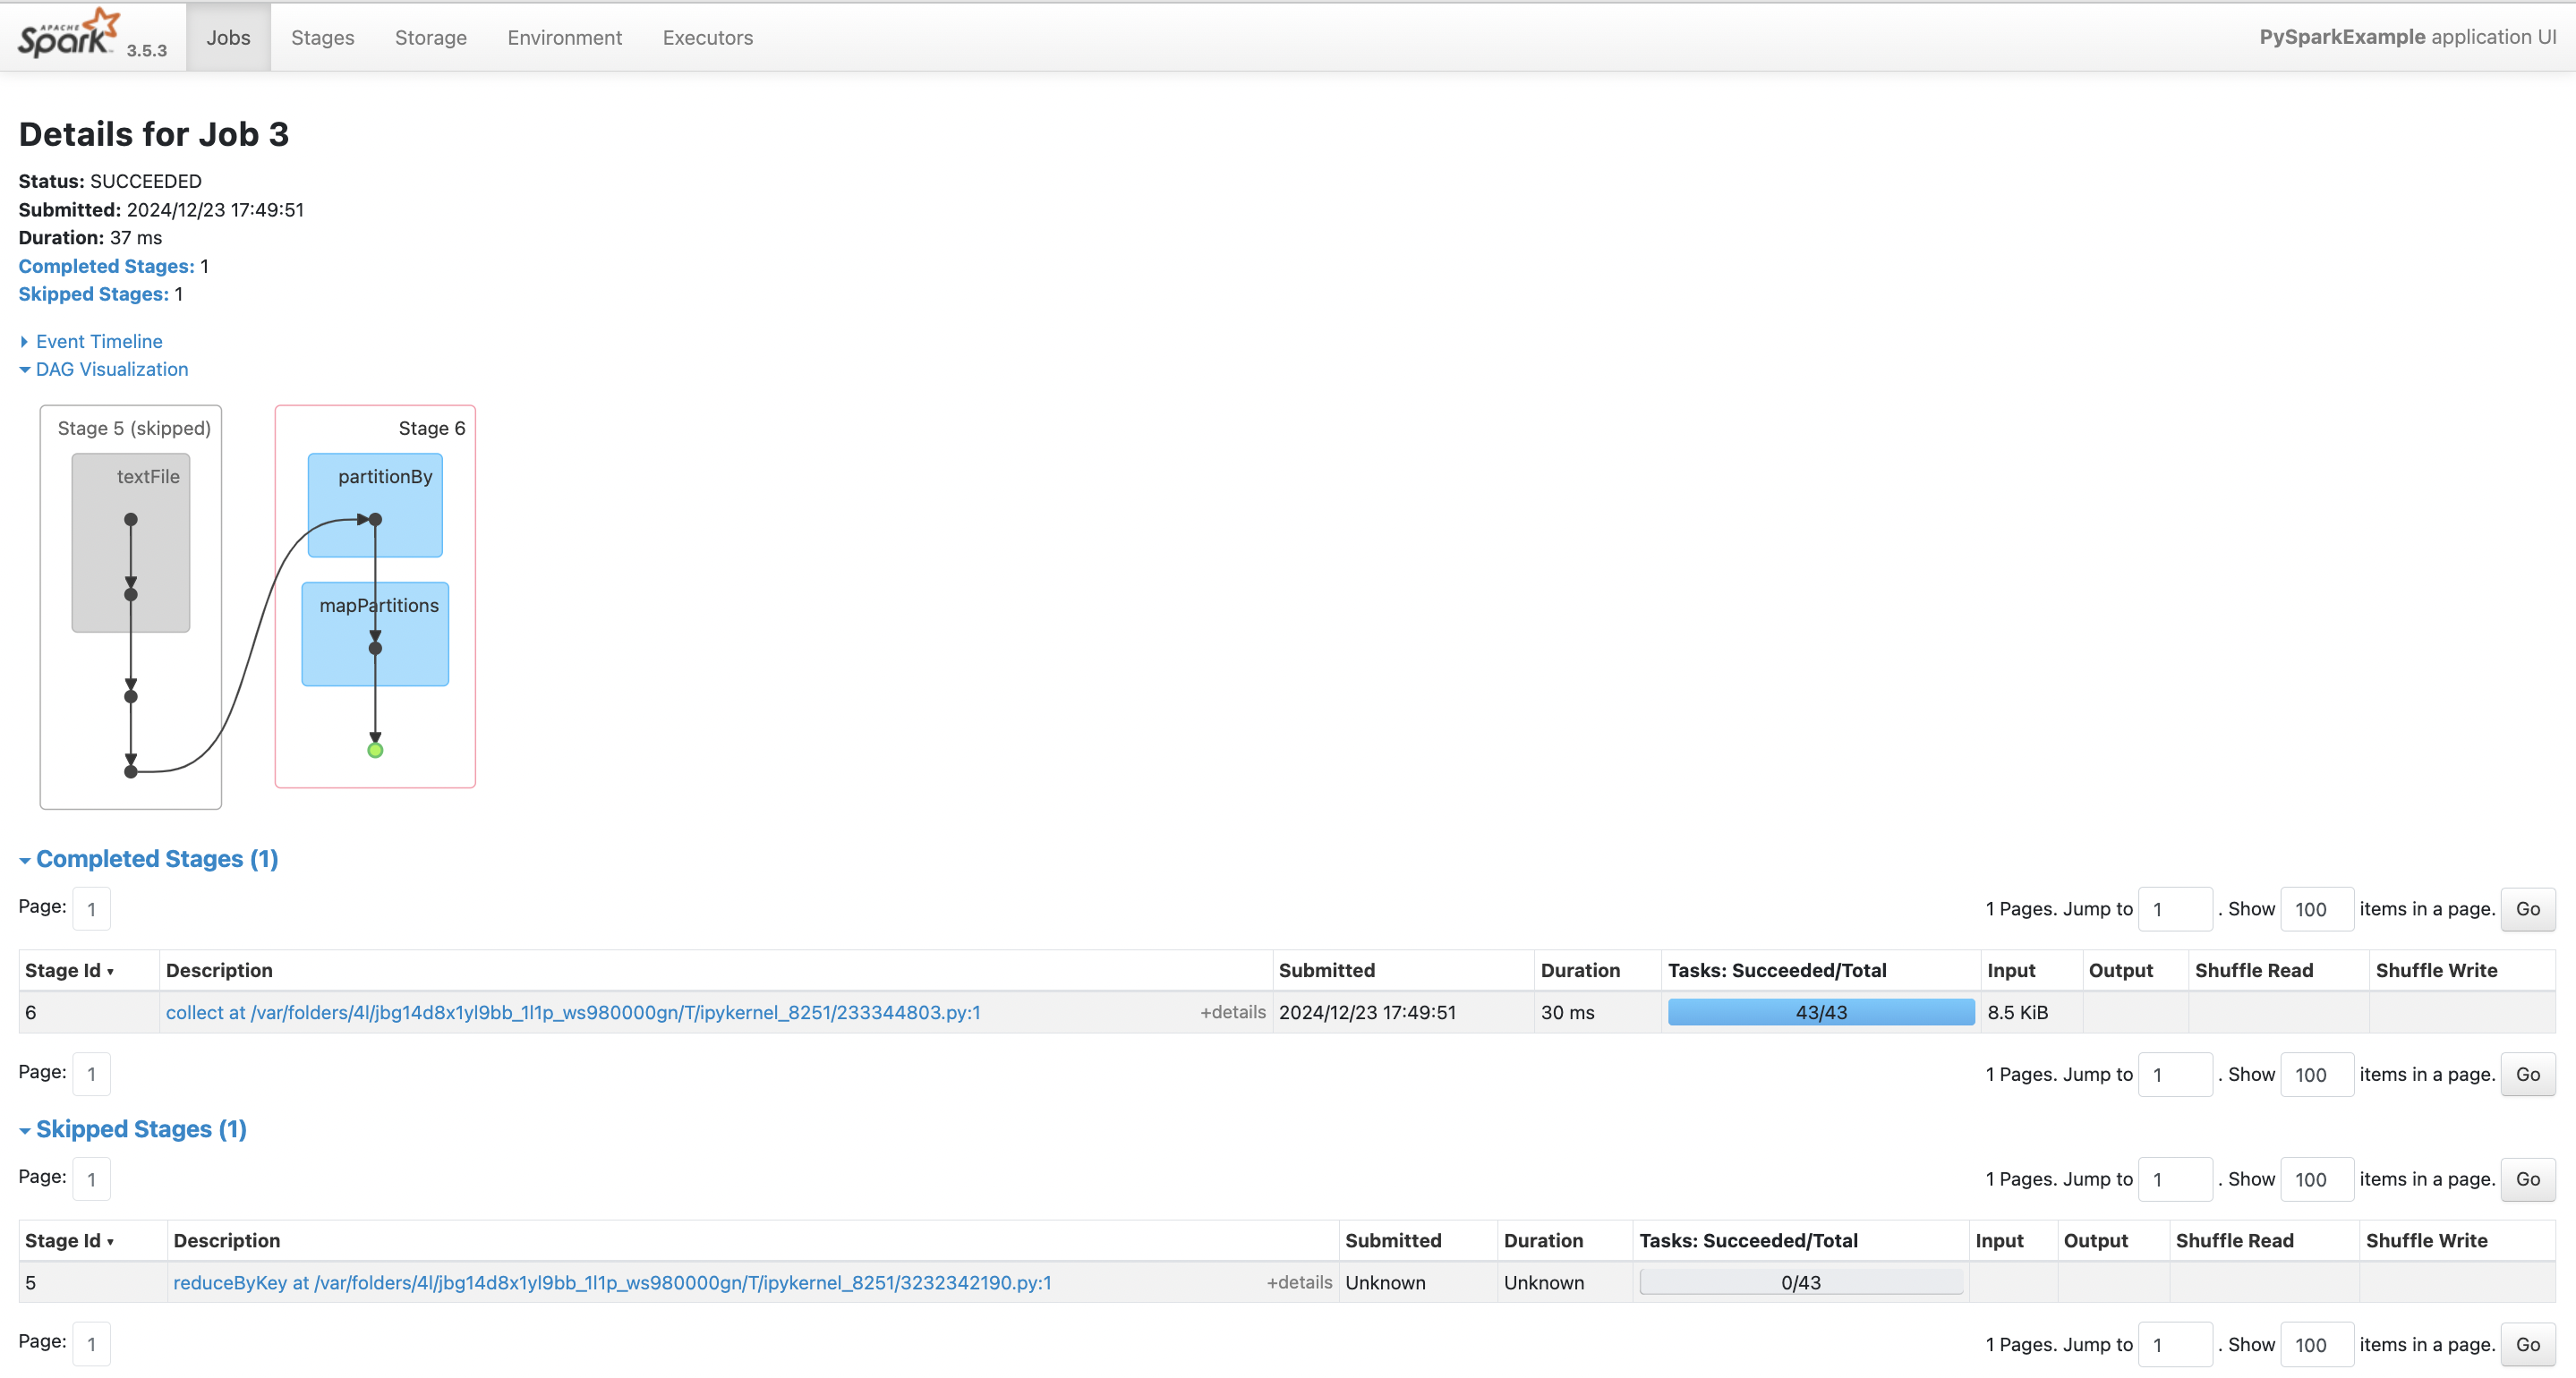 APACHE Spark 3.5.3 Jobs Stages Storage Environment Executors PySparkExample application UI
Details for Job 3
Status: SUCCEEDED
Submitted: 2024/12/23 17:49:51
Duration: 37 ms
Completed Stages: 1
Skipped Stages: 1
Event Timeline
DAG Visualization
Stage 5 (skipped)
textFile
Stage 6
partitionBy
mapPartitions
Completed Stages (1)
Page: 1 1 Pages. Jump to 1 . Show 100 items in a page. Go
Stage Id ▾ Description Submitted Duration Tasks: Succeeded/Total Input Output Shuffle Read Shuffle Write
6 collect at /var/folders/4l/jbg14d8x1yl9bb_1l1p_ws980000gn/T/ipykernel_8251/233344803.py:1 +details 2024/12/23 17:49:51 30 ms 43/43 8.5 KiB
Page: 1 1 Pages. Jump to 1 . Show 100 items in a page. Go
Skipped Stages (1)
Page: 1 1 Pages. Jump to 1 . Show 100 items in a page. Go
Stage Id ▾ Description Submitted Duration Tasks: Succeeded/Total Input Output Shuffle Read Shuffle Write
5 reduceByKey at /var/folders/4l/jbg14d8x1yl9bb_1l1p_ws980000gn/T/ipykernel_8251/3232342190.py:1 +details Unknown Unknown 0/43
Page: 1 1 Pages. Jump to 1 . Show 100 items in a page. Go